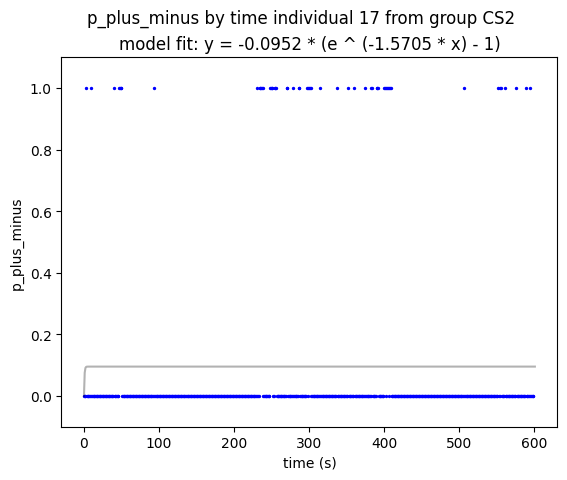 p_plus_minus by time individual 17 from group CS2
model fit: y = -0.0952 * (e ^ (-1.5705 * x) - 1)
1.0
0.8
0.6
0.4
0.2
0.0
p_plus_minus
0 100 200 300 400 500 600
time (s)